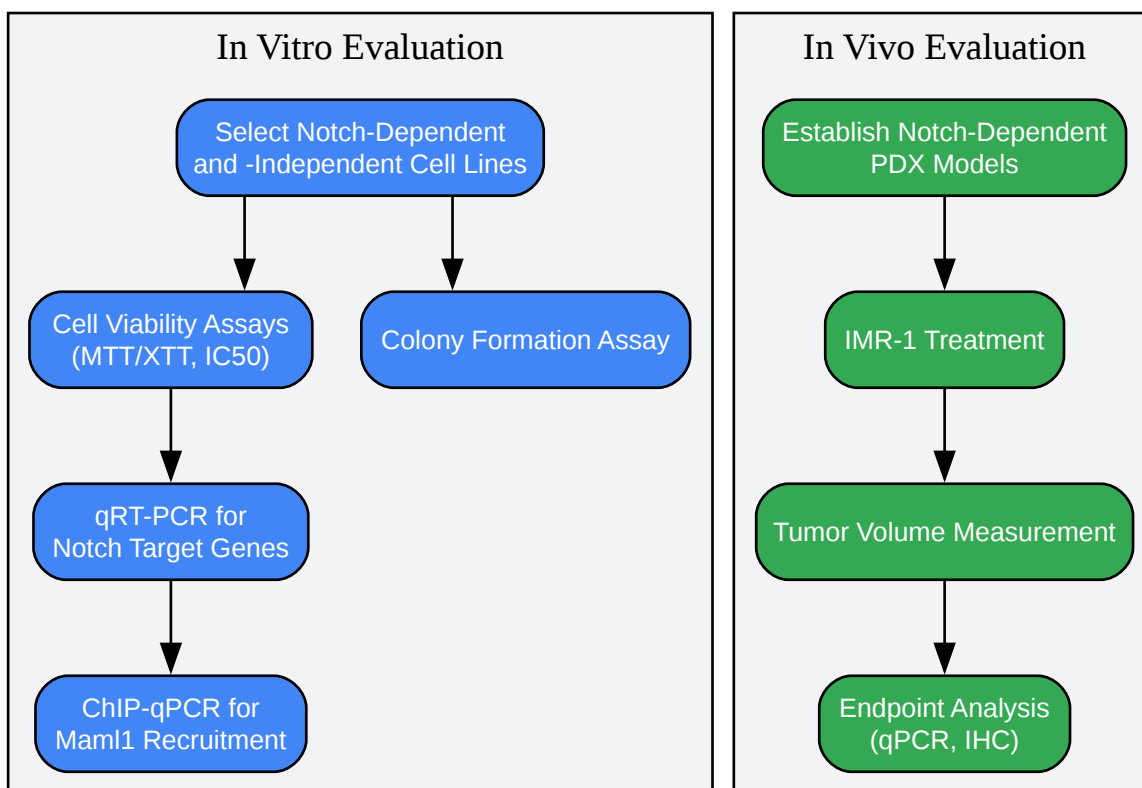 In Vitro Evaluation
Select Notch-Dependent
and -Independent Cell Lines
Cell Viability Assays
(MTT/XTT, IC50)
Colony Formation Assay
qRT-PCR for
Notch Target Genes
ChIP-qPCR for
Maml1 Recruitment
In Vivo Evaluation
Establish Notch-Dependent
PDX Models
IMR-1 Treatment
Tumor Volume Measurement
Endpoint Analysis
(qPCR, IHC)